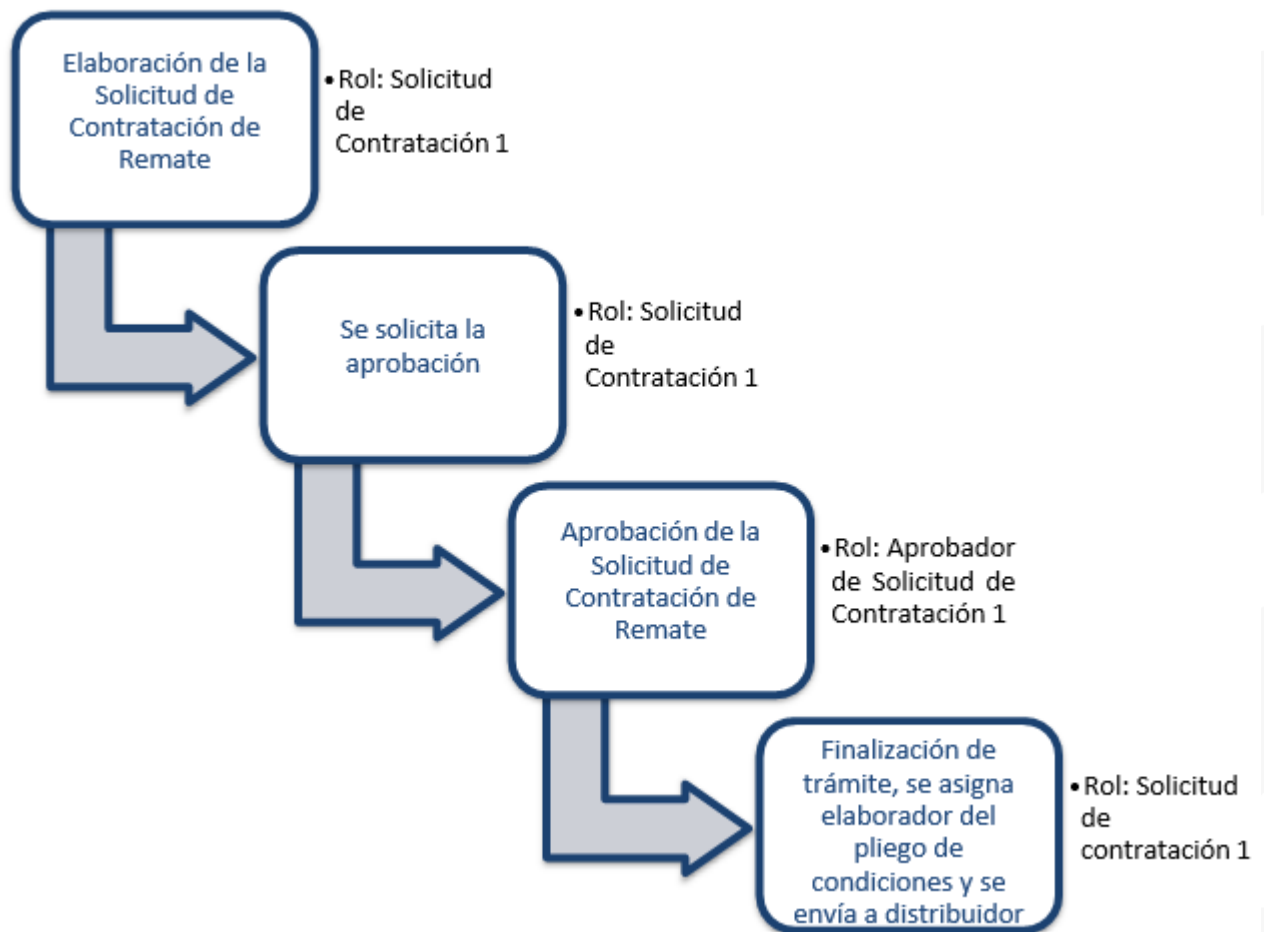 Elaboración de la
Solicitud de
Contratación de
Remate
•Rol: Solicitud
de
Contratación 1
Se solicita la
aprobación
•Rol: Solicitud
de
Contratación 1
Aprobación de la
Solicitud de
Contratación de
Remate
•Rol: Aprobador
de Solicitud de
Contratación 1
Finalización de
trámite, se asigna
elaborador del
pliego de
condiciones y se
envía a distribuidor
•Rol: Solicitud
de
contratación 1